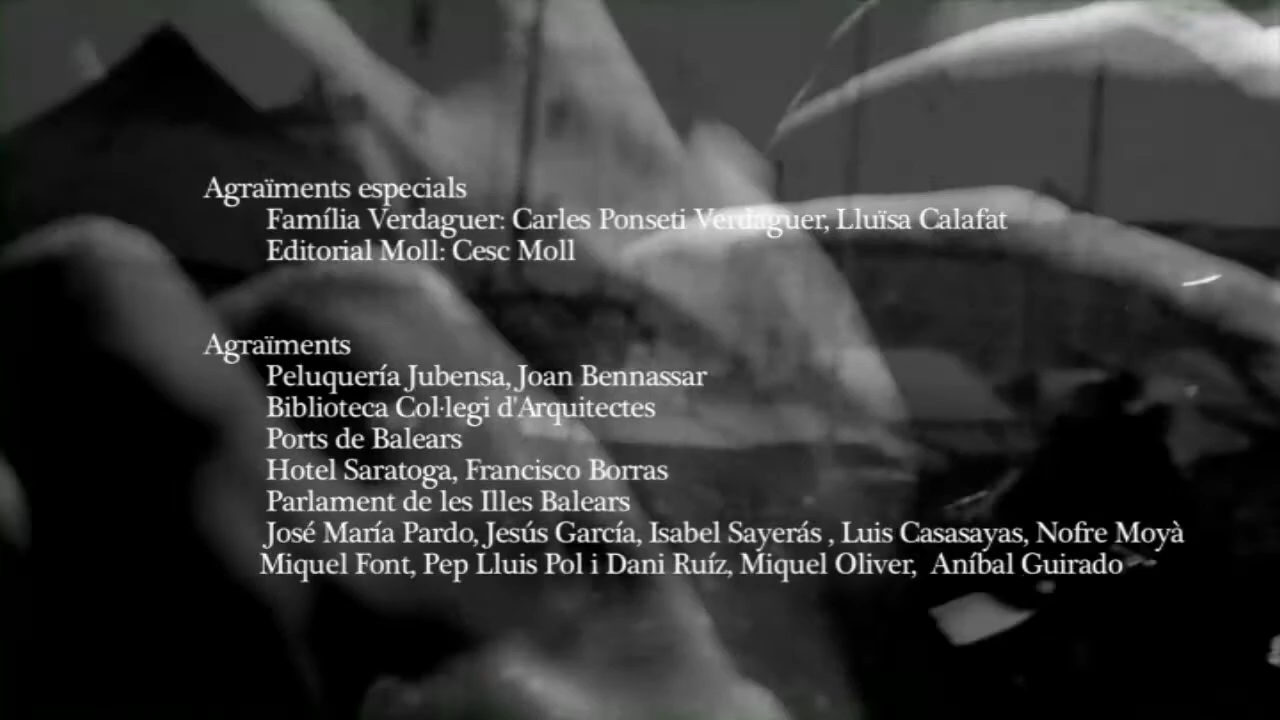 Agraïments especials
Família Verdaguer: Carles Ponseti Verdaguer, Lluïsa Calafat
Editorial Moll: Cesc Moll
Agraïments
Peluquería Jubensa, Joan Bennassar
Biblioteca Col·legi d'Arquitectes
Ports de Balears
Hotel Saratoga, Francisco Borras
Parlament de les Illes Balears
José María Pardo, Jesús García, Isabel Sayerás , Luis Casasayas, Nofre Moyà
Miquel Font, Pep Lluis Pol i Dani Ruíz, Miquel Oliver, Aníbal Guirado